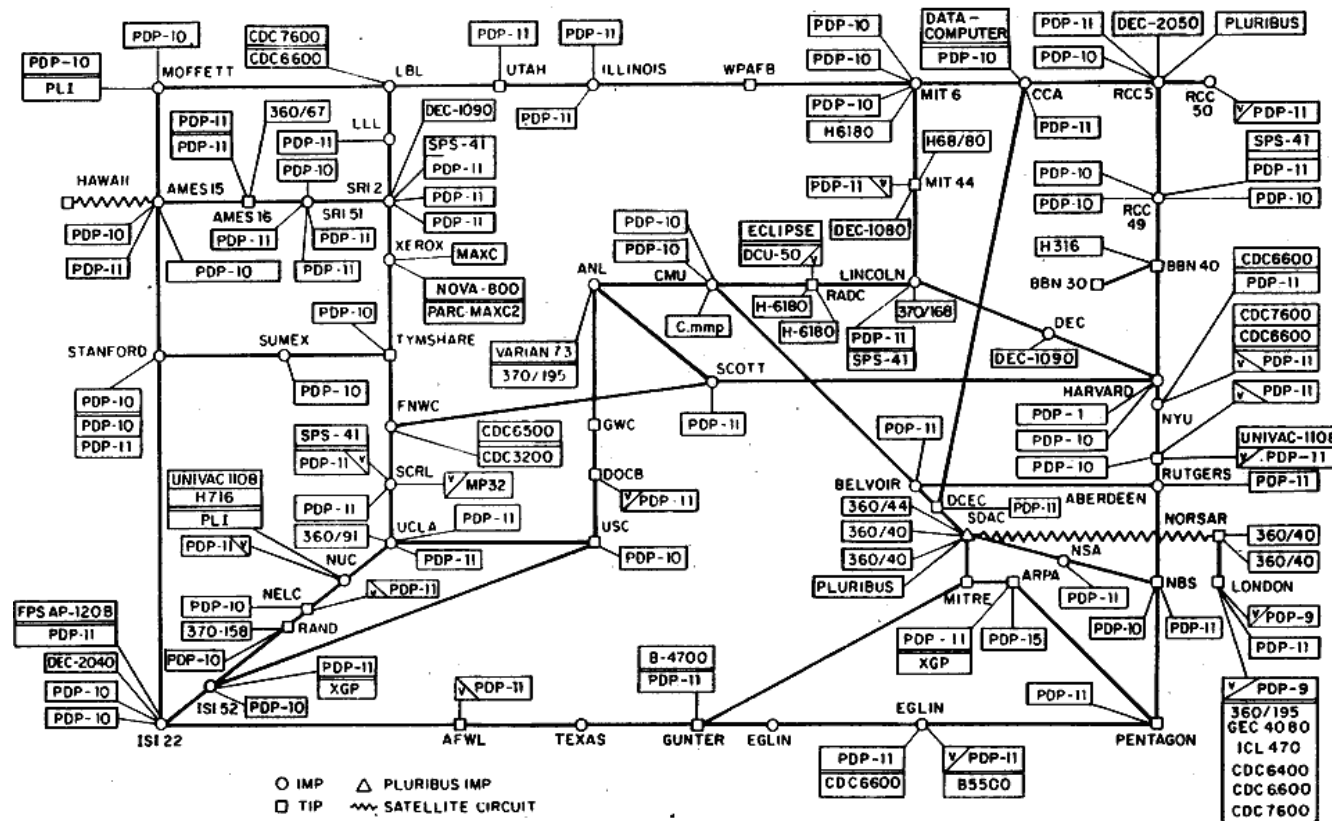 PDP-10
CDC 7600
CDC 6600
PDP-11
PDP-11
PDP-10
DATA-
COMPUTER
PDP-10
PDP-11
DEC-2050
PLURIBUS
PDP-10
PDP-10
PLI
MOFFETT
LBL
UTAH
ILLINOIS
WPAFB
PDP-10
MIT 6
CCA
RCC 5
RCC
50
PDP-11
PDP-10
H6180
PDP-11
V PDP-11
PDP-11
PDP-11
360/67
LLL
PDP-11
DEC-1090
SPS-41
PDP-11
H68/80
SPS-41
PDP-11
HAWAII
AMES 15
AMES 16
PDP-10
SRI 51
SRI 2
PDP-11
PDP-11
PDP-11 V
MIT 44
PDP-10
PDP-10
RCC
49
PDP-10
PDP-10
PDP-11
PDP-10
PDP-11
PDP-11
PDP-11
XEROX
MAXC
PDP-10
PDP-10
ECLIPSE
DCU-50 V
DEC-1080
H316
BBN 40
CDC6600
PDP-11
NOVA-800
PARC-MAXC2
ANL
CMU
RADC
LINCOLN
BBN 30
PDP-10
C.mmp
H-6180
H-6180
370/168
DEC
CDC7600
CDC6600
V PDP-11
STANFORD
SUMEX
TYMSHARE
VARIAN 73
370/195
PDP-11
SPS-41
DEC-1090
PDP-10
PDP-10
PDP-10
PDP-11
SCOTT
HARVARD
V PDP-11
FNWC
PDP-11
PDP-1
NYU
SPS-41
PDP-11 V
CDC6500
CDC3200
GWC
PDP-11
PDP-10
UNIVAC-1108
V PDP-11
UNIVAC 1108
H716
PLI
SCRL
V MP32
DOCB
V PDP-11
PDP-10
RUTGERS
PDP-11
BELVOIR
ABERDEEN
PDP-11
UCLA
PDP-11
USC
360/44
DCEC
PDP-11
SDAC
NORSAR
360/91
360/40
360/40
PDP-11 V
NUC
PDP-11
PDP-10
360/40
NSA
360/40
PLURIBUS
MITRE
ARPA
PDP-11
NBS
LONDON
NELC
V PDP-11
PDP-10
370-158
RAND
PDP-10
PDP-11
V PDP-9
FPS AP-120B
PDP-11
PDP-11
XGP
PDP-15
PDP-11
DEC-2040
PDP-10
PDP-11
XGP
B-4700
PDP-11
PDP-11
V PDP-9
PDP-10
ISI 52
PDP-10
V PDP-11
360/195
GEC 4080
ICL 470
CDC6400
CDC6600
CDC7600
PDP-10
ISI 22
AFWL
TEXAS
GUNTER
EGLIN
EGLIN
PENTAGON
PDP-11
CDC6600
V PDP-11
B5500
IMP
PLURIBUS IMP
TIP
SATELLITE CIRCUIT